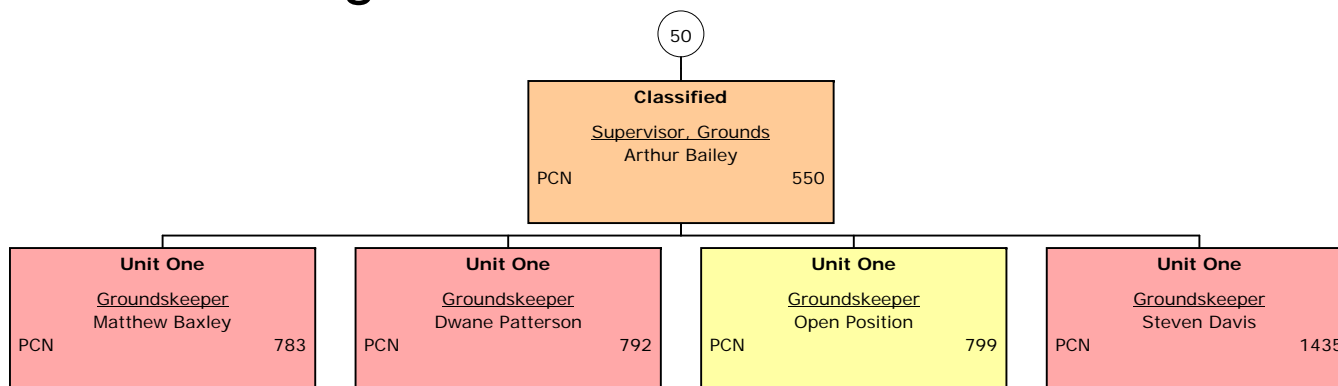 50
Classified
Supervisor, Grounds
Arthur Bailey
PCN 550
Unit One
Groundskeeper
Matthew Baxley
PCN 783
Unit One
Groundskeeper
Dwane Patterson
PCN 792
Unit One
Groundskeeper
Open Position
PCN 799
Unit One
Groundskeeper
Steven Davis
PCN 1435